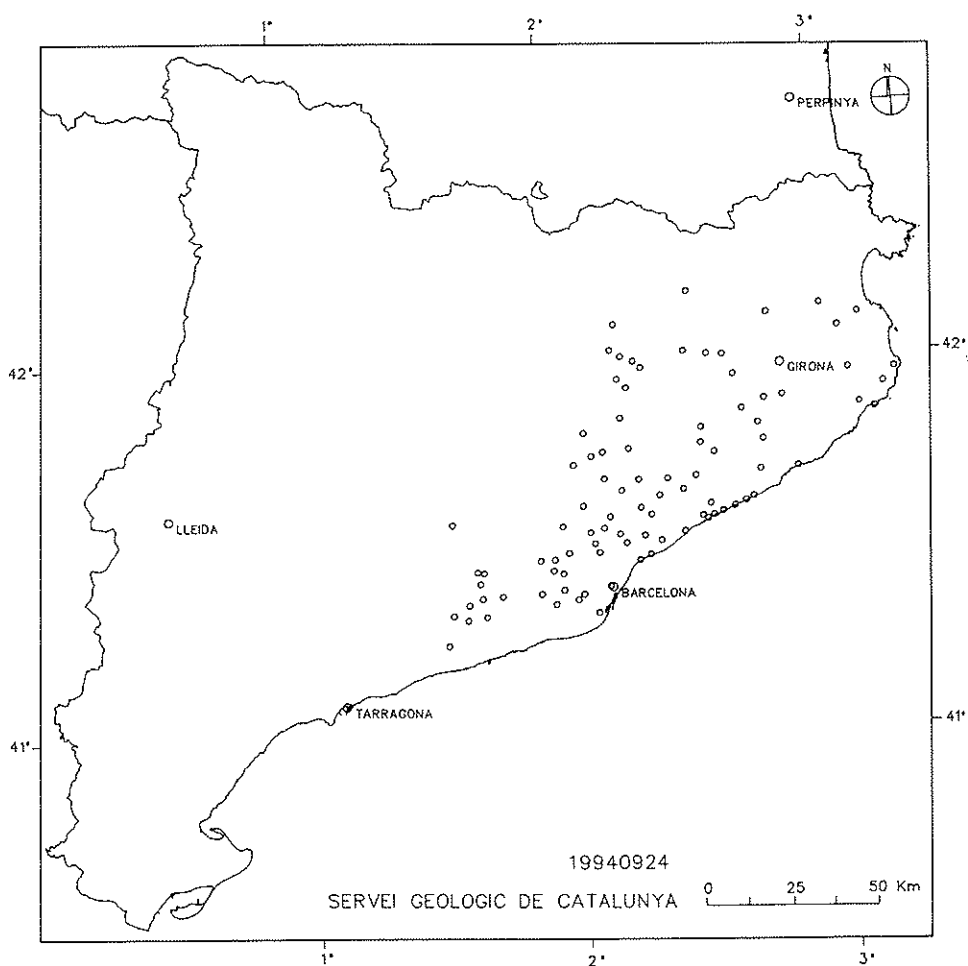 1° 2° 3°
N
PERPINYA
42° 42°
GIRONA
LLEIDA
BARCELONA
TARRAGONA
41° 41°
19940924
SERVEI GEOLOGIC DE CATALUNYA 0 25 50 Km
1° 2° 3°